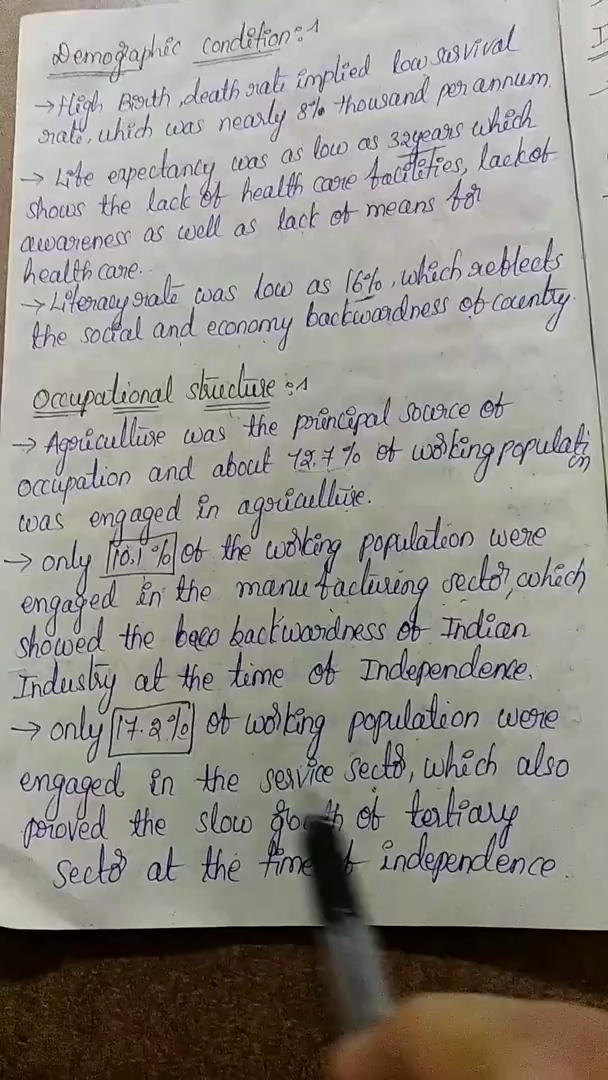 Demographic condition:-
→ High Birth, death rate implied low survival
rate, which was nearly 8% thousand per annum.
→ Life expectancy was as low as 32 years which
shows the lack of health care facilities, lack of
awareness as well as lack of means for
health care.
→ Literacy rate was low as 16%, which reflects
the social and economy backwardness of country.
Occupational structure:-
→ Agriculture was the principal source of
occupation and about 72.7% of working population
was engaged in agriculture.
→ only 10.1% of the working population were
engaged in the manufacturing sector, which
showed the backwardness of Indian
Industry at the time of Independence.
→ only 17.2% of working population were
engaged in the service sector, which also
proved the slow of tertiary
sector at the time independence.